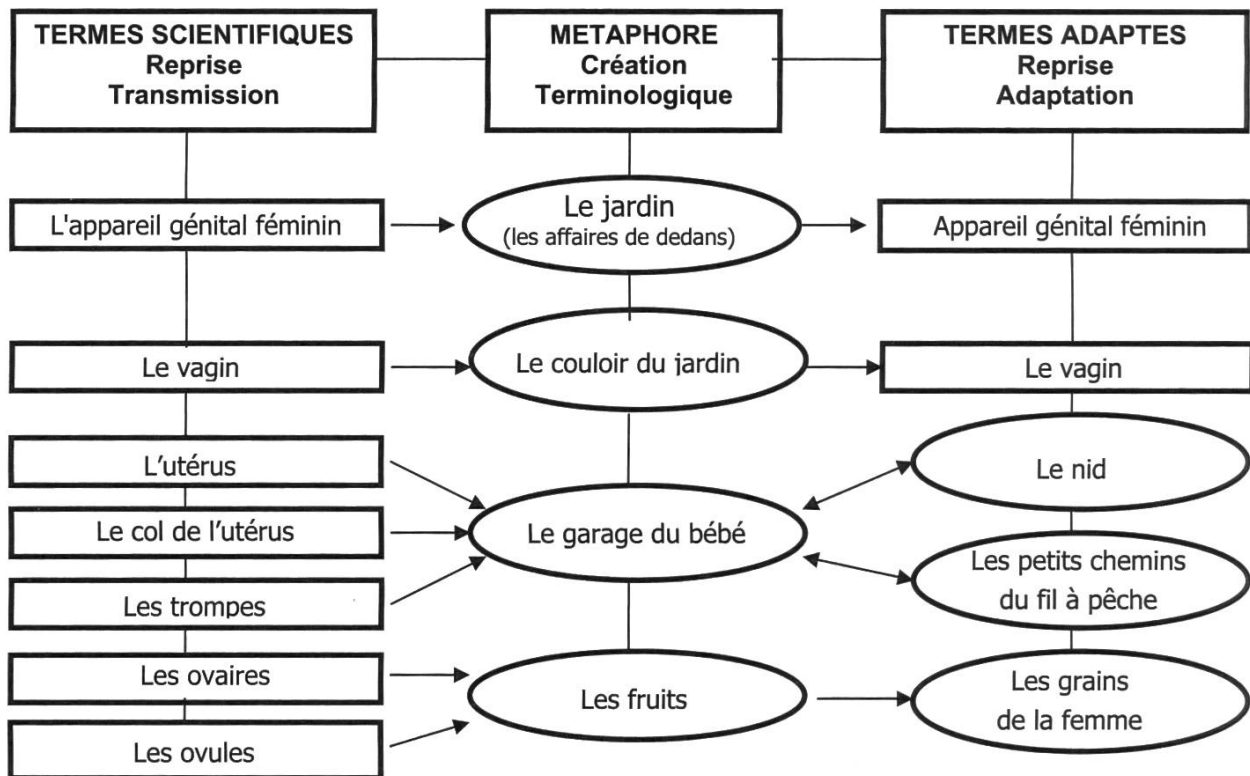 TERMES SCIENTIFIQUES
Reprise
Transmission
METAPHORE
Création
Terminologique
TERMES ADAPTES
Reprise
Adaptation
L'appareil génital féminin
Le jardin
(les affaires de dedans)
Appareil génital féminin
Le vagin
Le couloir du jardin
Le vagin
L'utérus
Le nid
Le col de l'utérus
Le garage du bébé
Les petits chemins
du fil à pêche
Les trompes
Les ovaires
Les fruits
Les grains
de la femme
Les ovules